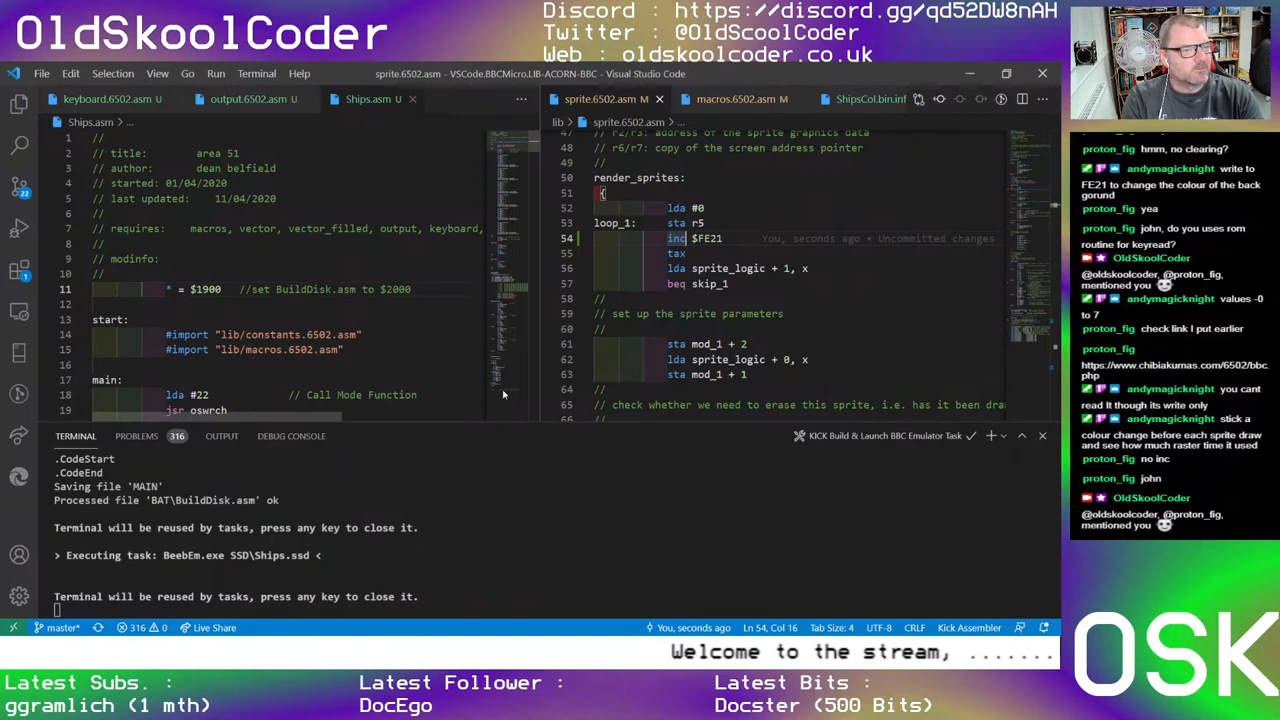 OldSkoolCoder
Discord : https://discord.gg/qd52DW8nAH
Twitter : @OldScoolCoder
Web : oldskoolcoder.co.uk
File Edit Selection View Go Run Terminal Help
sprite.6502.asm - VSCode.BBCMicro.LIB-ACORN-BBC - Visual Studio Code
keyboard.6502.asm U
output.6502.asm U
Ships.asm U
Ships.asm > ...
1 //
2 // title: area 51
3 // author: dean belfield
4 // started: 01/04/2020
5 // last updated: 11/04/2020
6 //
7 // requires: macros, vector, vector_filled, output, keyboard,
8 //
9 // modinfo:
10 //
11 * = $1900 //set BuildDisk.asm to $2000
12
13 start:
14 #import "lib/constants.6502.asm"
15 #import "lib/macros.6502.asm"
16
17 main:
18 lda #22 // Call Mode Function
19 jsr oswrch
sprite.6502.asm M
macros.6502.asm M
ShipsCol.bin.inf
lib > sprite.6502.asm > ...
47 // r2/r3: address of the sprite graphics data
48 // r6/r7: copy of the screen address pointer
49 //
50 render_sprites:
51 {
52 lda #0
53 loop_1: sta r5
54 inc $FE21 You, seconds ago • Uncommitted changes
55 tax
56 lda sprite_logic + 1, x
57 beq skip_1
58 //
59 // set up the sprite parameters
60 //
61 sta mod_1 + 2
62 lda sprite_logic + 0, x
63 sta mod_1 + 1
64 //
65 // check whether we need to erase this sprite, i.e. has it been dra
22
1
TERMINAL PROBLEMS 316 OUTPUT DEBUG CONSOLE
KICK Build & Launch BBC Emulator Task
.CodeStart
.CodeEnd
Saving file 'MAIN'
Processed file 'BAT\BuildDisk.asm' ok
Terminal will be reused by tasks, press any key to close it.
> Executing task: BeebEm.exe SSD\Ships.ssd <
Terminal will be reused by tasks, press any key to close it.
master* 316 0 Live Share
You, seconds ago Ln 54, Col 16 Tab Size: 4 UTF-8 CRLF Kick Assembler
proton_fig hmm, no clearing?
andymagicknight write to
FE21 to change the colour of the back
gorund
proton_fig yea
proton_fig john, do you uses rom
routine for keyread?
OldSkoolCoder
@oldskoolcoder, @proton_fig,
mentioned you
andymagicknight values -0
to 7
proton_fig check link I put earlier
proton_fig
https://www.chibiakumas.com/6502/bbc.
php
andymagicknight you cant
read It though its write only
andymagicknight stick a
colour change before each sprite draw
and see how much raster time it used
proton_fig no inc
proton_fig john
OldSkoolCoder
@oldskoolcoder, @proton_fig,
mentioned you
OSK
Welcome to the stream, .......
Latest Subs. :
ggramlich (1 mth)
Latest Follower :
DocEgo
Latest Bits :
Docster (500 Bits)